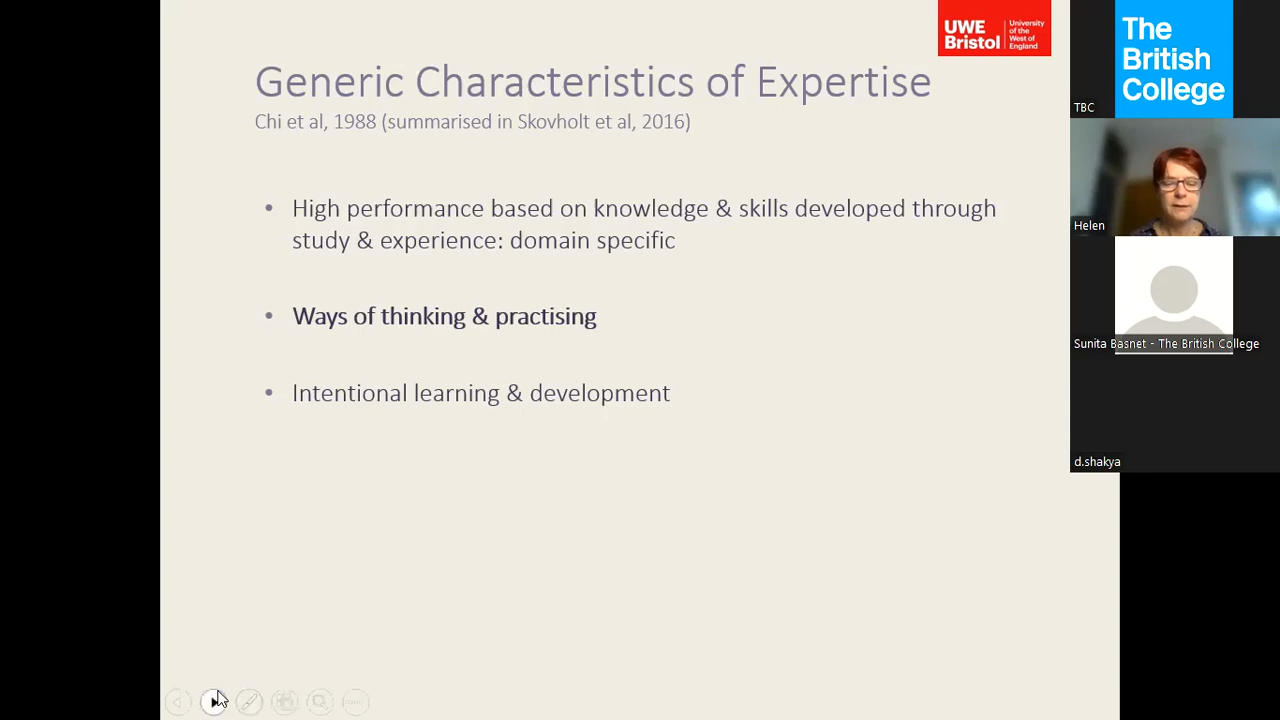 UWE
Bristol
University
of the
West of
England
The
British
College
TBC
Generic Characteristics of Expertise
Chi et al, 1988 (summarised in Skovholt et al, 2016)
• High performance based on knowledge & skills developed through
study & experience: domain specific
• Ways of thinking & practising
• Intentional learning & development
Helen
Sunita Basnet - The British College
d.shakya